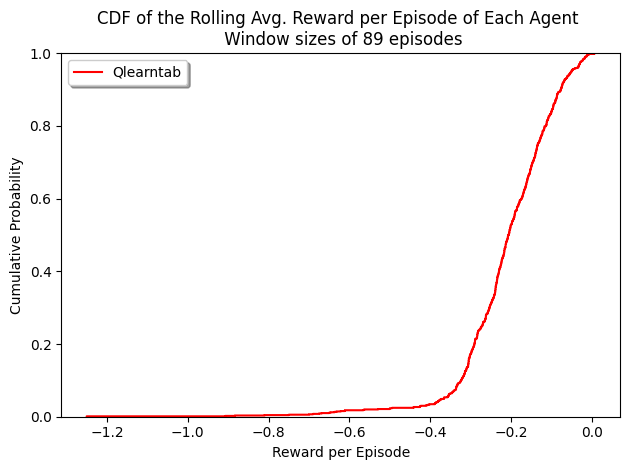 CDF of the Rolling Avg. Reward per Episode of Each Agent
Window sizes of 89 episodes
Qlearntab
Cumulative Probability
1.0
0.8
0.6
0.4
0.2
0.0
−1.2 −1.0 −0.8 −0.6 −0.4 −0.2 0.0
Reward per Episode